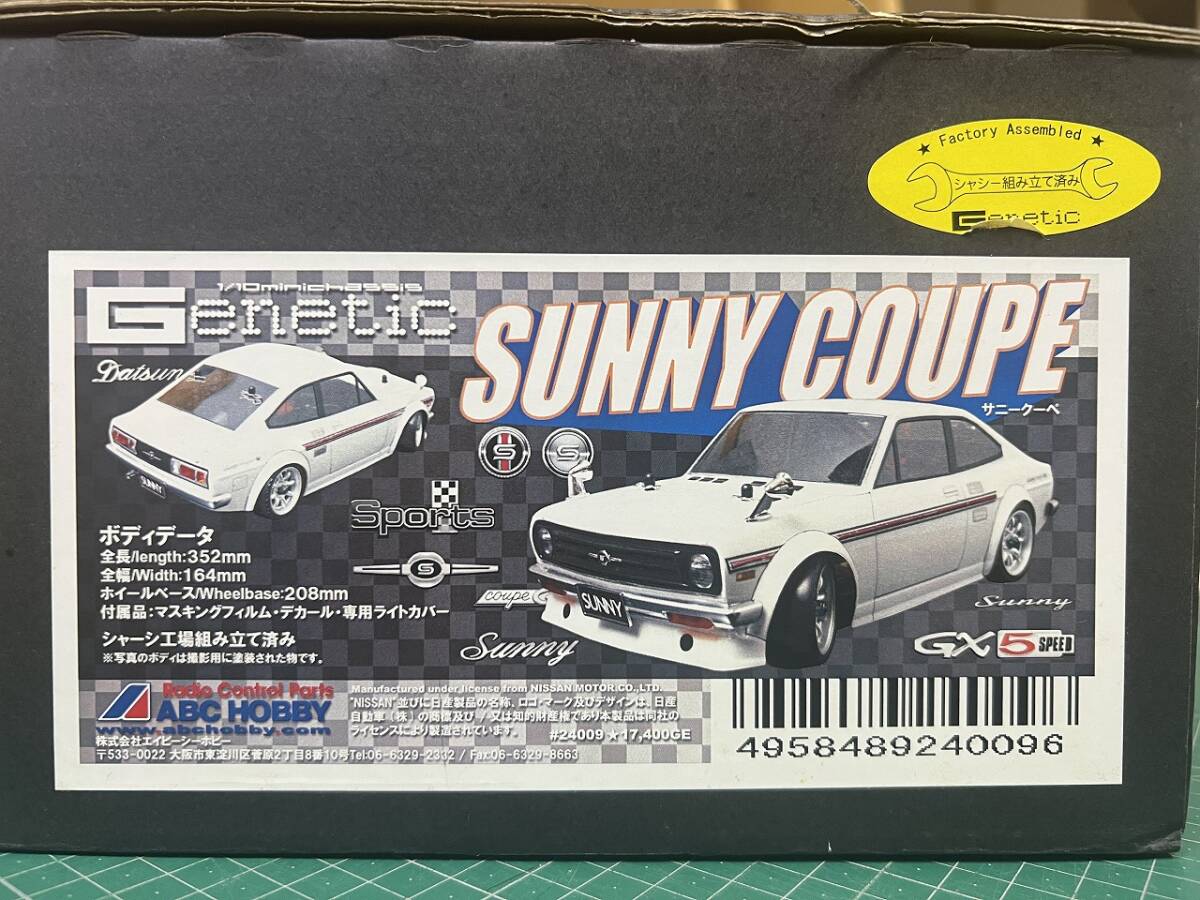 ★ Factory Assembled ★
シャシー組み立て済み
Genetic
1/10minichassis
Genetic
SUNNY COUPE
サニークーペ
Datsun
SUNNY
S
S
Sports
S
coupe
SUNNY
Sunny
Sunny
GX 5 SPEED
ボディデータ
全長/length:352mm
全幅/Width:164mm
ホイールベース/Wheelbase:208mm
付属品:マスキングフィルム・デカール・専用ライトカバー
シャーシ工場組み立て済み
※写真のボディは撮影用に塗装された物です。
Radio Control Parts
ABC HOBBY
www.abchobby.com
株式会社エイビーシーホビー
〒533-0022 大阪市東淀川区菅原2丁目8番10号Tel:06-6329-2332 / Fax:06-6329-8663
Manufactured under license from NISSAN MOTOR CO., LTD.
"NISSAN"並びに日産製品の名称、ロゴ・マーク及びデザインは、日産
自動車(株)の商標及び/又は知的財産権であり本製品は同社の
ライセンスにより製造されています。
#24009★17,400GE
4958489240096